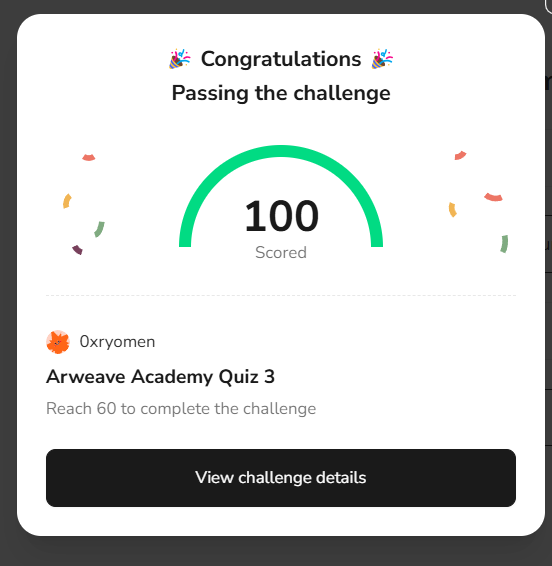 🎉 Congratulations 🎉
Passing the challenge
100
Scored
0xryomen
Arweave Academy Quiz 3
Reach 60 to complete the challenge
View challenge details